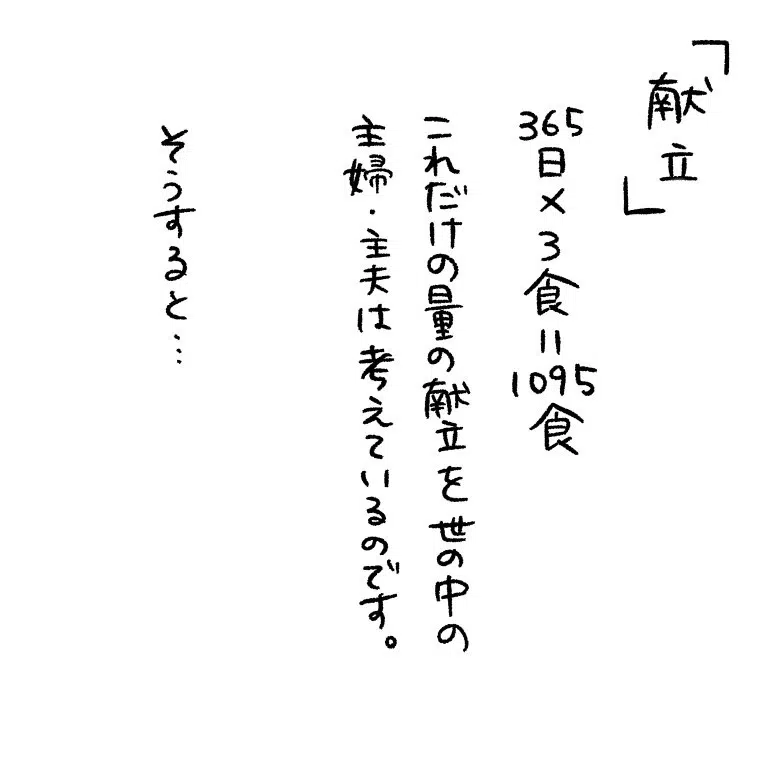 「献立」
365日×3食=1095食
これだけの量の献立を世の中の
主婦・主夫は考えているのです。
そうすると…